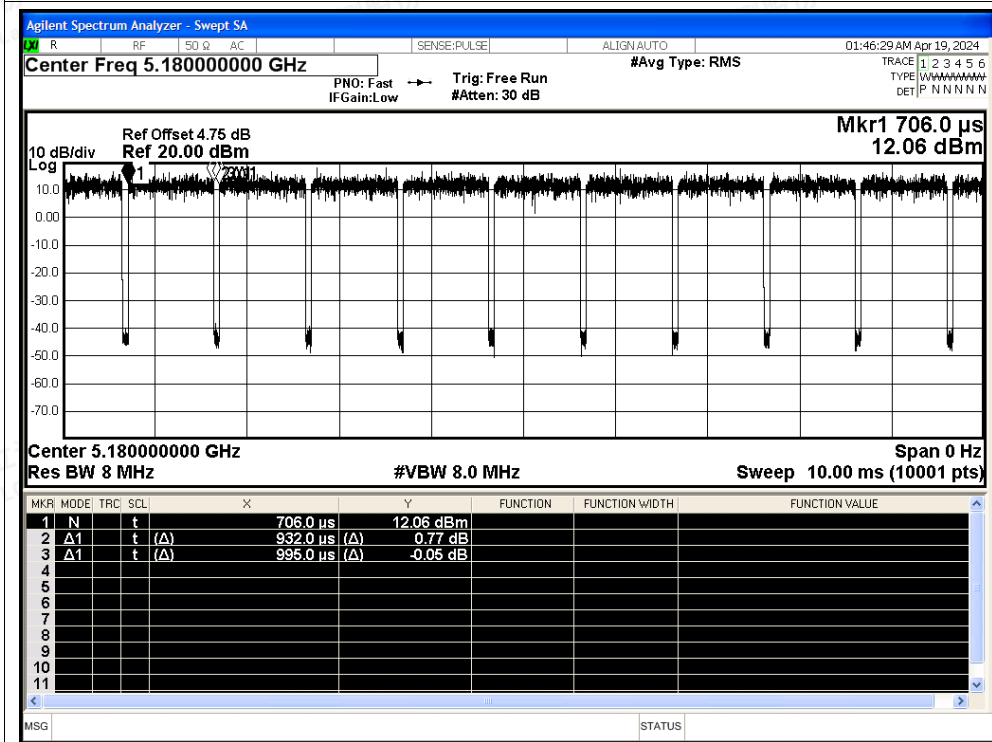 Agilent Spectrum Analyzer - Swept SA
LXI R RF 50 Ω AC SENSE:PULSE ALIGN AUTO 01:46:29 AM Apr 19, 2024
Center Freq 5.180000000 GHz #Avg Type: RMS TRACE 1 2 3 4 5 6
PNO: Fast Trig: Free Run TYPE
IFGain:Low #Atten: 30 dB DET P N N N N N
Mkr1 706.0 µs
Ref Offset 4.75 dB
10 dB/div Ref 20.00 dBm 12.06 dBm
Log
1
10.0
0.00
-10.0
-20.0
-30.0
-40.0
-50.0
-60.0
-70.0
Center 5.180000000 GHz Span 0 Hz
Res BW 8 MHz #VBW 8.0 MHz Sweep 10.00 ms (10001 pts)
MKR MODE TRC SCL X Y FUNCTION FUNCTION WIDTH FUNCTION VALUE
1 N t 706.0 µs 12.06 dBm
2 Δ1 t (Δ) 932.0 µs (Δ) 0.77 dB
3 Δ1 t (Δ) 995.0 µs (Δ) -0.05 dB
4
5
6
7
8
9
10
11
MSG STATUS